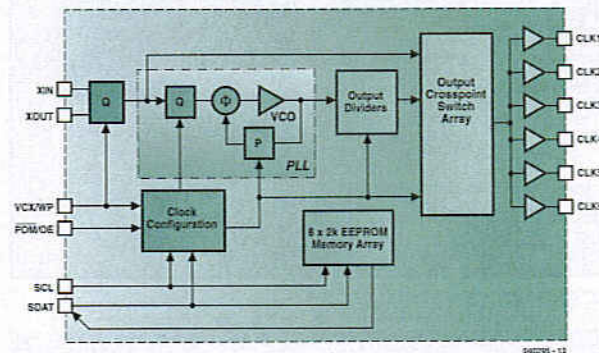 XIN
XOUT
Q
Q
Φ
VCO
P
PLL
Output
Dividers
Output
Crosspoint
Switch
Array
CLK1
CLK2
CLK3
VCX/WP
PDM/OE
Clock
Configuration
8 x 2k EEPROM
Memory Array
SCL
SDAT